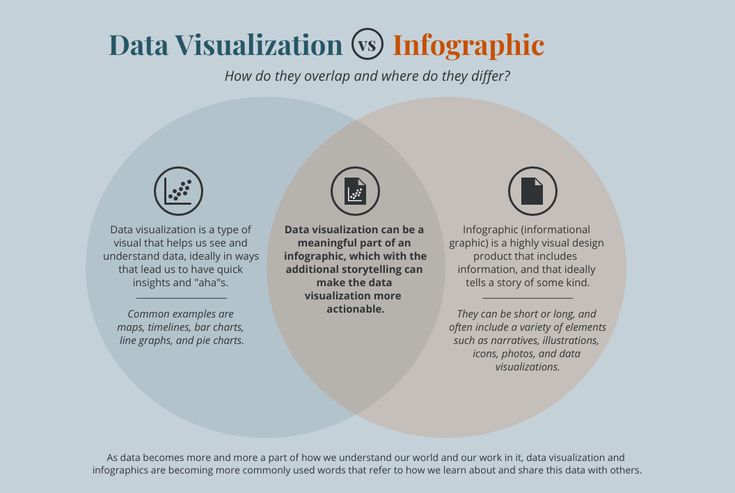 Data Visualization vs Infographic
How do they overlap and where do they differ?
Data visualization is a type of
visual that helps us see and
understand data, ideally in ways
that lead us to have quick
insights and "aha"s.
Common examples are
maps, timelines, bar charts,
line graphs, and pie charts.
Data visualization can be a
meaningful part of an
infographic, which with the
additional storytelling can
make the data
visualization more
actionable.
Infographic (informational
graphic) is a highly visual design
product that includes
information, and that ideally
tells a story of some kind.
They can be short or long, and
often include a variety of elements
such as narratives, illustrations,
icons, photos, and data
visualizations.
As data becomes more and more a part of how we understand our world and our work in it, data visualization and
infographics are becoming more commonly used words that refer to how we learn about and share this data with others.